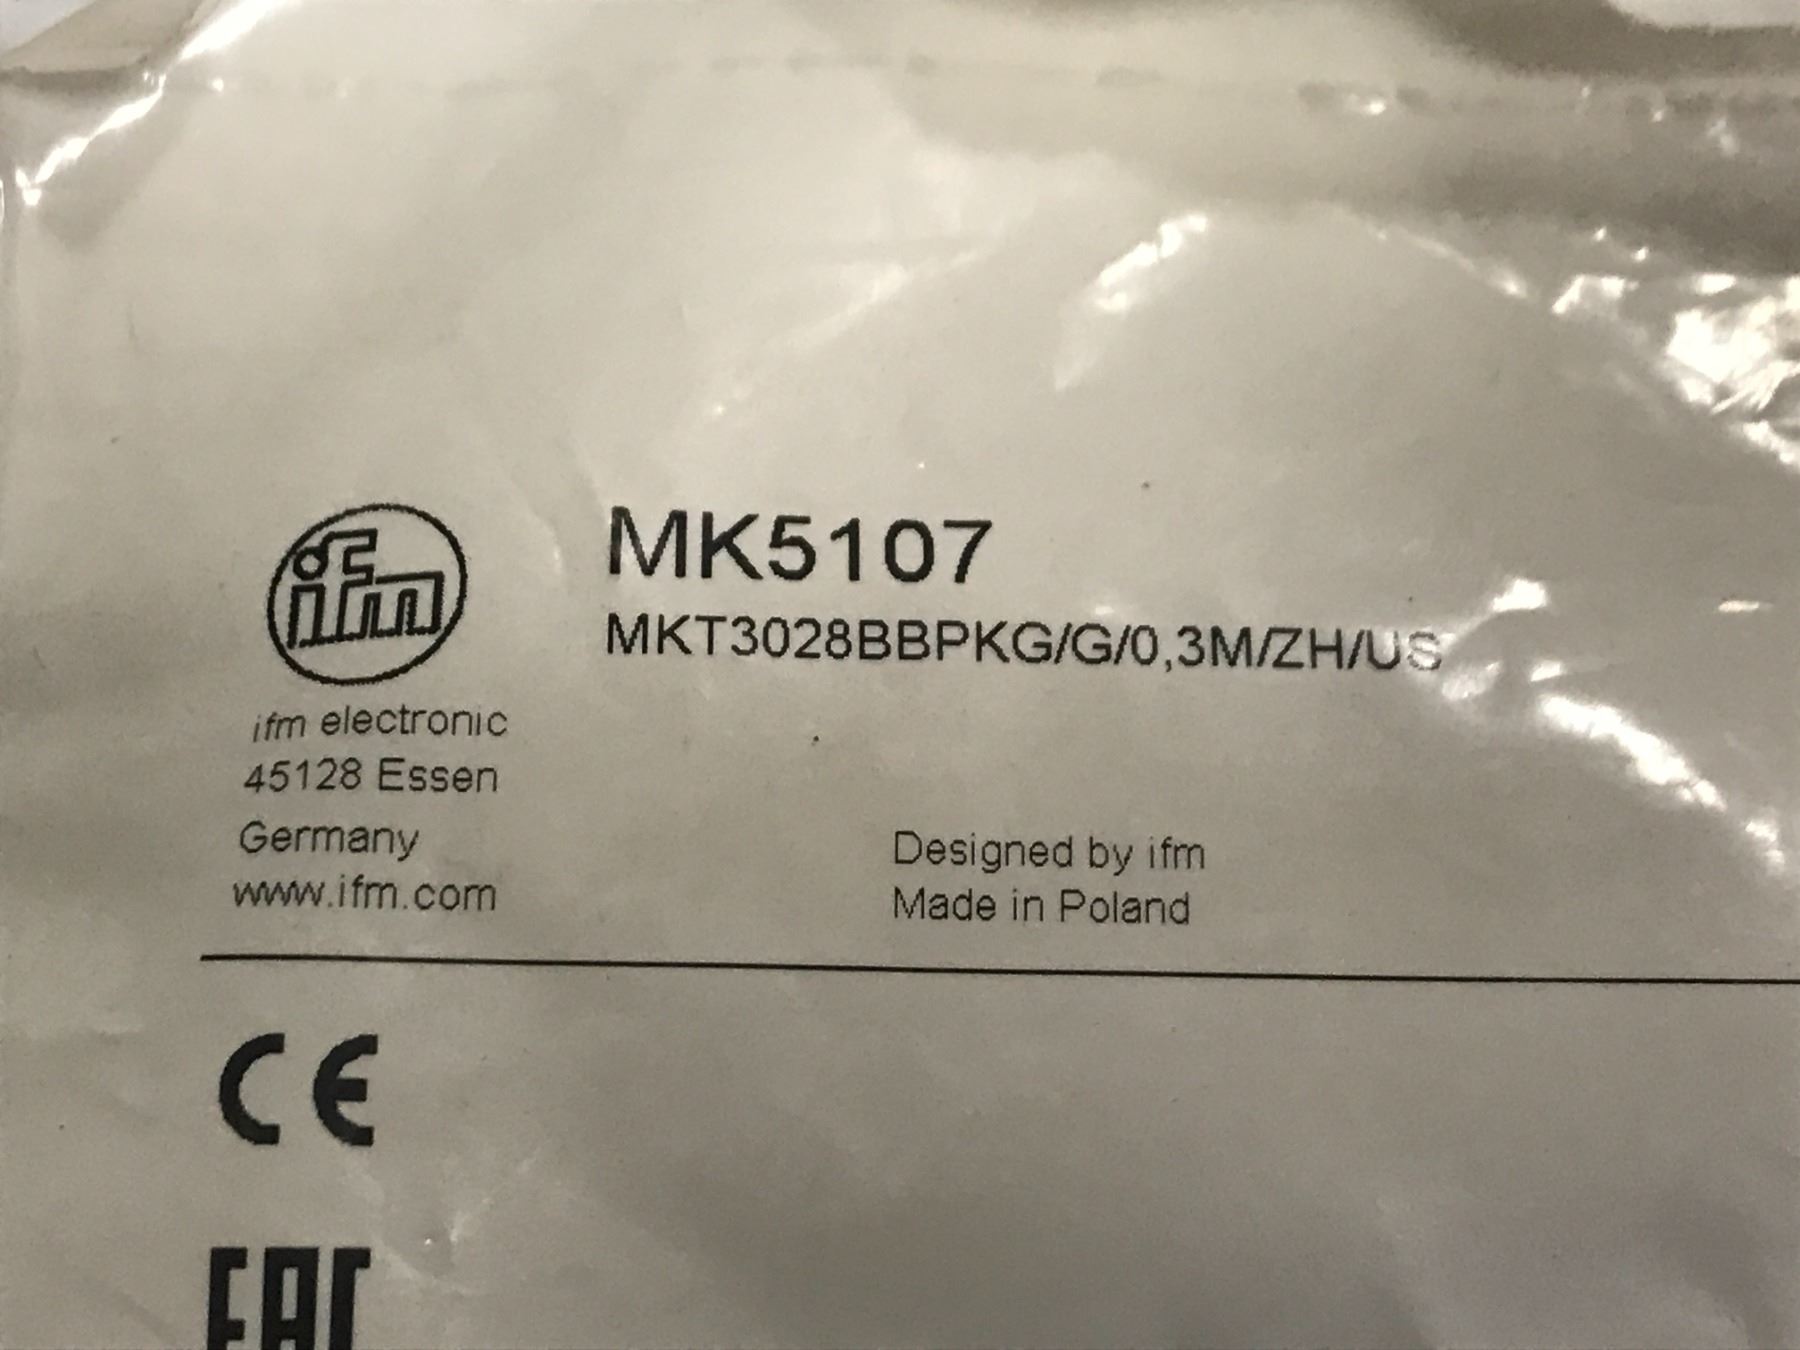 ifm
MK5107
MKT3028BBPKG/G/0,3M/ZH/US
ifm electronic
45128 Essen
Germany
www.ifm.com
Designed by ifm
Made in Poland
CE
EAC